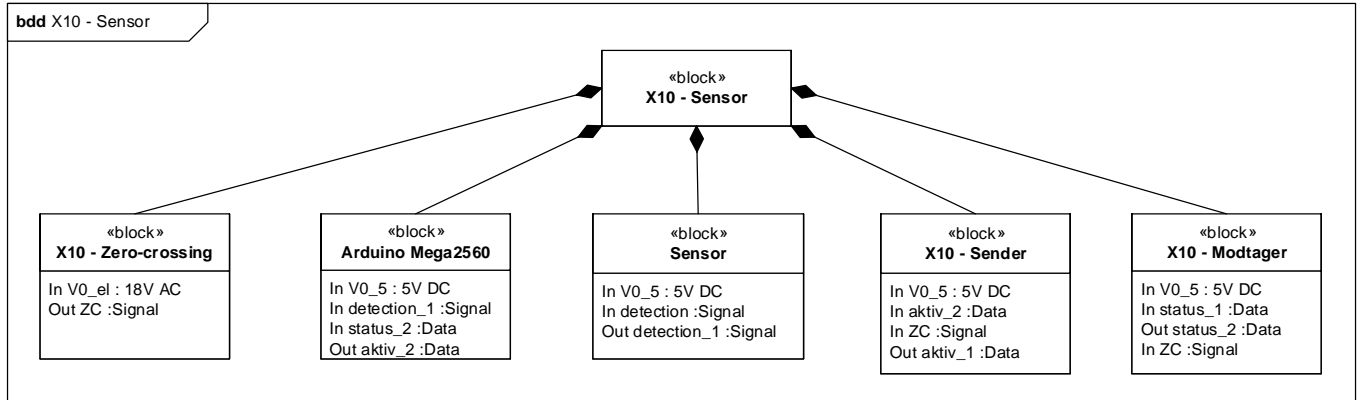 bdd X10 - Sensor
«block»
X10 - Sensor
«block»
X10 - Zero-crossing
In V0_el : 18V AC
Out ZC :Signal
«block»
Arduino Mega2560
In V0_5 : 5V DC
In detection_1 :Signal
In status_2 :Data
Out aktiv_2 :Data
«block»
Sensor
In V0_5 : 5V DC
In detection :Signal
Out detection_1 :Signal
«block»
X10 - Sender
In V0_5 : 5V DC
In aktiv_2 :Data
In ZC :Signal
Out aktiv_1 :Data
«block»
X10 - Modtager
In V0_5 : 5V DC
In status_1 :Data
Out status_2 :Data
In ZC :Signal